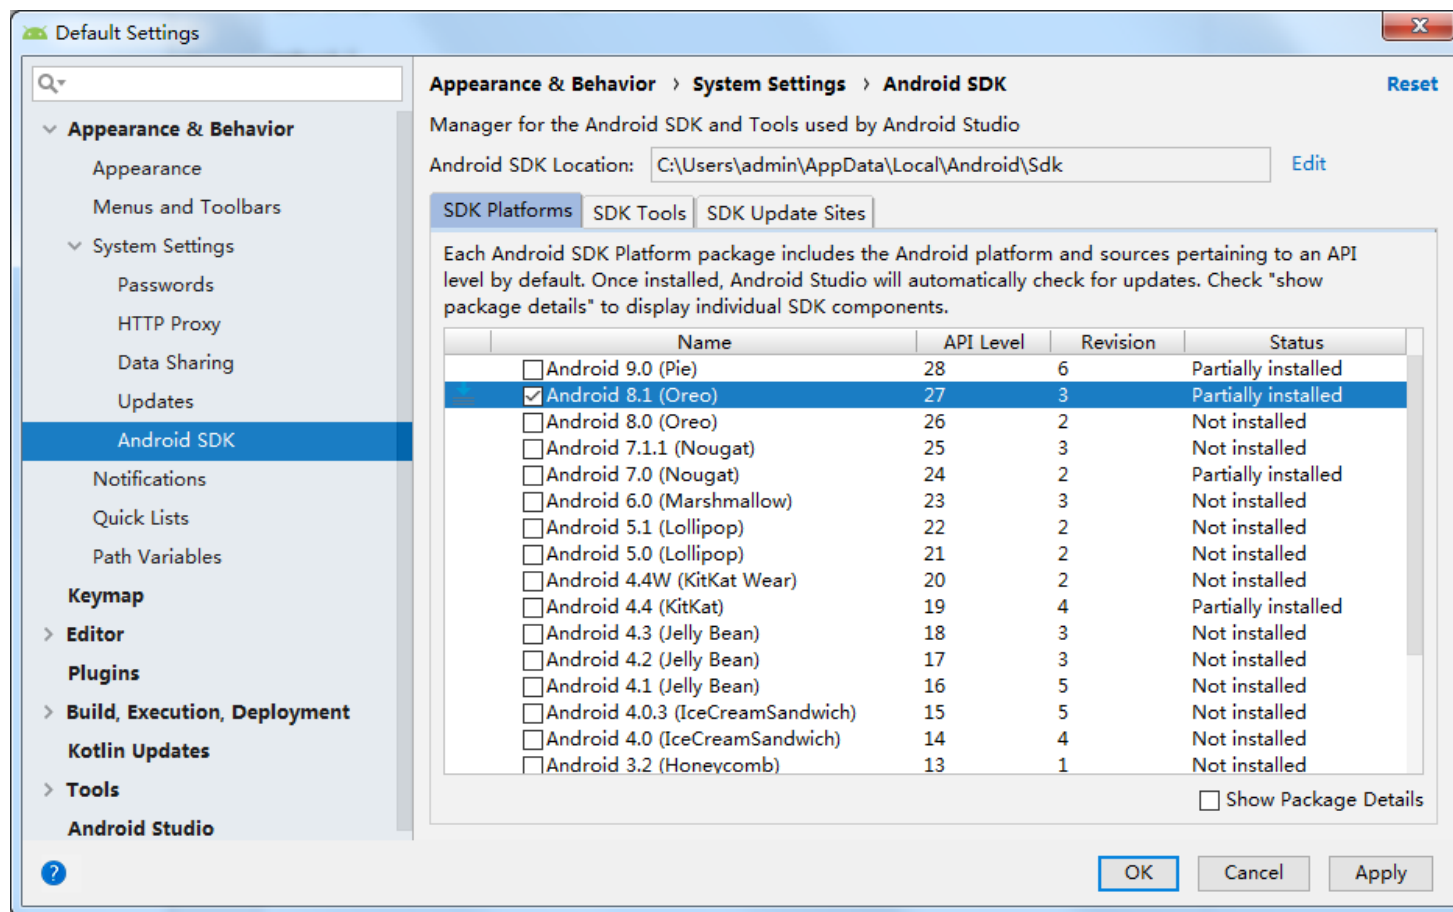 Default Settings
Appearance & Behavior
Appearance
Menus and Toolbars
System Settings
Passwords
HTTP Proxy
Data Sharing
Updates
Android SDK
Notifications
Quick Lists
Path Variables
Keymap
Editor
Plugins
Build, Execution, Deployment
Kotlin Updates
Tools
Android Studio
Appearance & Behavior › System Settings › Android SDK
Reset
Manager for the Android SDK and Tools used by Android Studio
Android SDK Location: C:\Users\admin\AppData\Local\Android\Sdk Edit
SDK Platforms SDK Tools SDK Update Sites
Each Android SDK Platform package includes the Android platform and sources pertaining to an API
level by default. Once installed, Android Studio will automatically check for updates. Check "show
package details" to display individual SDK components.
Name API Level Revision Status
Android 9.0 (Pie) 28 6 Partially installed
Android 8.1 (Oreo) 27 3 Partially installed
Android 8.0 (Oreo) 26 2 Not installed
Android 7.1.1 (Nougat) 25 3 Not installed
Android 7.0 (Nougat) 24 2 Partially installed
Android 6.0 (Marshmallow) 23 3 Not installed
Android 5.1 (Lollipop) 22 2 Not installed
Android 5.0 (Lollipop) 21 2 Not installed
Android 4.4W (KitKat Wear) 20 2 Not installed
Android 4.4 (KitKat) 19 4 Partially installed
Android 4.3 (Jelly Bean) 18 3 Not installed
Android 4.2 (Jelly Bean) 17 3 Not installed
Android 4.1 (Jelly Bean) 16 5 Not installed
Android 4.0.3 (IceCreamSandwich) 15 5 Not installed
Android 4.0 (IceCreamSandwich) 14 4 Not installed
Android 3.2 (Honeycomb) 13 1 Not installed
Show Package Details
? OK Cancel Apply